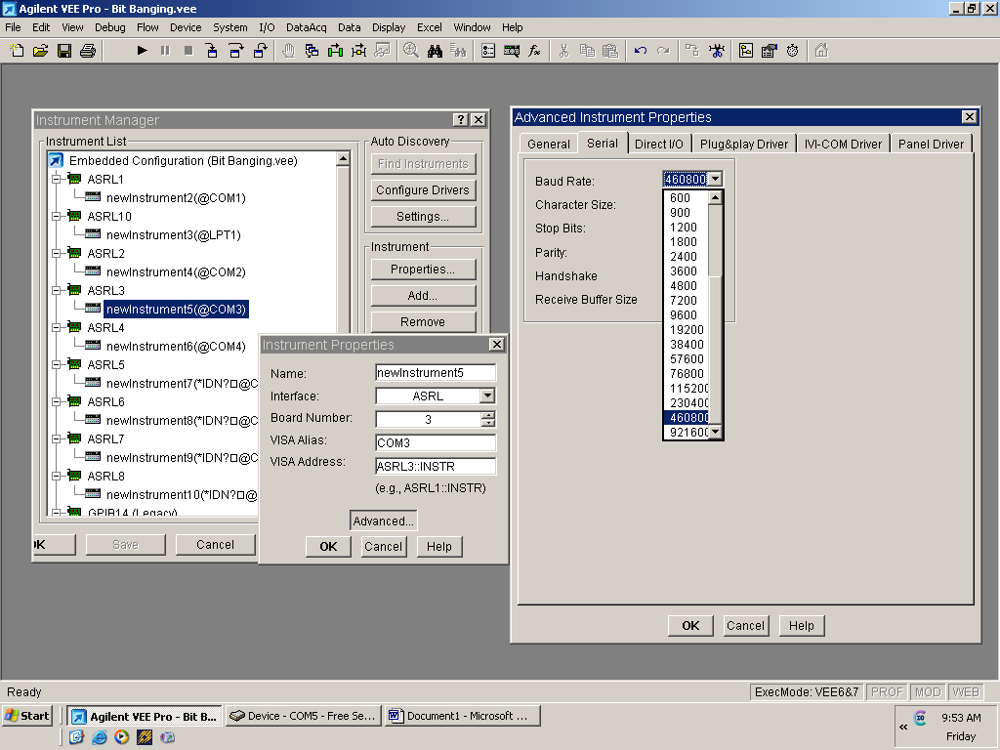 Agilent VEE Pro - Bit Banging.vee
File Edit View Debug Flow Device System I/O DataAcq Data Display Excel Window Help
Instrument Manager
Instrument List
Embedded Configuration (Bit Banging.vee)
ASRL1
newInstrument2(@COM1)
ASRL10
newInstrument3(@LPT1)
ASRL2
newInstrument4(@COM2)
ASRL3
newInstrument5(@COM3)
ASRL4
newInstrument6(@COM4)
ASRL5
newInstrument7(*IDN?□@C
ASRL6
newInstrument8(*IDN?□@C
ASRL7
newInstrument9(*IDN?□@C
ASRL8
newInstrument10(*IDN?□@
GPIB14 (Legacy)
OK Save Cancel
Auto Discovery
Find Instruments
Configure Drivers
Settings...
Instrument
Properties...
Add...
Remove
Instrument Properties
Name: newInstrument5
Interface: ASRL
Board Number: 3
VISA Alias: COM3
VISA Address: ASRL3::INSTR
(e.g., ASRL1::INSTR)
Advanced...
OK Cancel Help
Advanced Instrument Properties
General Serial Direct I/O Plug&play Driver IVI-COM Driver Panel Driver
Baud Rate: 460800
Character Size:
Stop Bits:
Parity:
Handshake
Receive Buffer Size
600
900
1200
1800
2400
3600
4800
7200
9600
19200
38400
57600
76800
115200
230400
460800
921600
OK Cancel Help
Ready ExecMode: VEE6&7 PROF MOD WEB
Start Agilent VEE Pro - Bit B... Device - COM5 - Free Se... Document1 - Microsoft ... « 9:53 AM
Friday